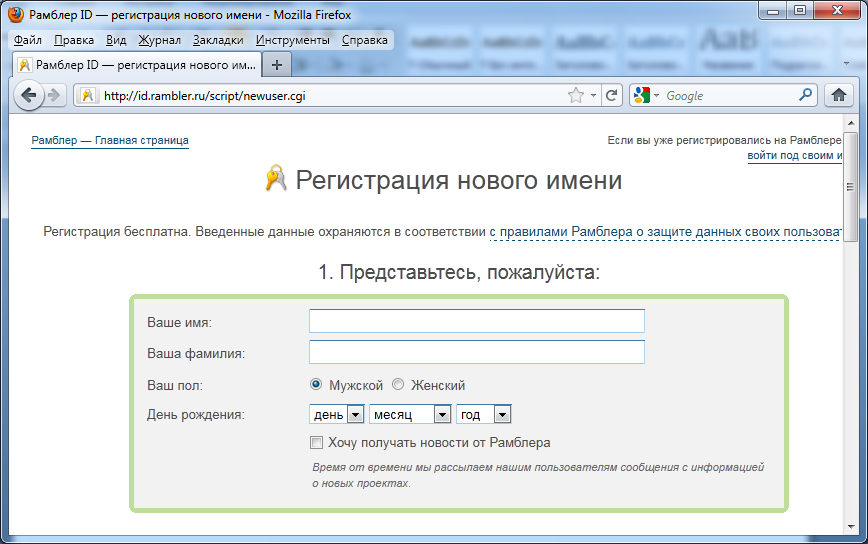 Рамблер ID — регистрация нового имени - Mozilla Firefox
Файл Правка Вид Журнал Закладки Инструменты Справка
Рамблер ID — регистрация нового им...
http://id.rambler.ru/script/newuser.cgi
Google
Рамблер — Главная страница
Если вы уже регистрировались на Рамблере
войти под своим и
Регистрация нового имени
Регистрация бесплатна. Введенные данные охраняются в соответствии с правилами Рамблера о защите данных своих пользоват
1. Представьтесь, пожалуйста:
Ваше имя:
Ваша фамилия:
Ваш пол: Мужской Женский
День рождения: день месяц год
Хочу получать новости от Рамблера
Время от времени мы рассылаем нашим пользователям сообщения с информацией
о новых проектах.